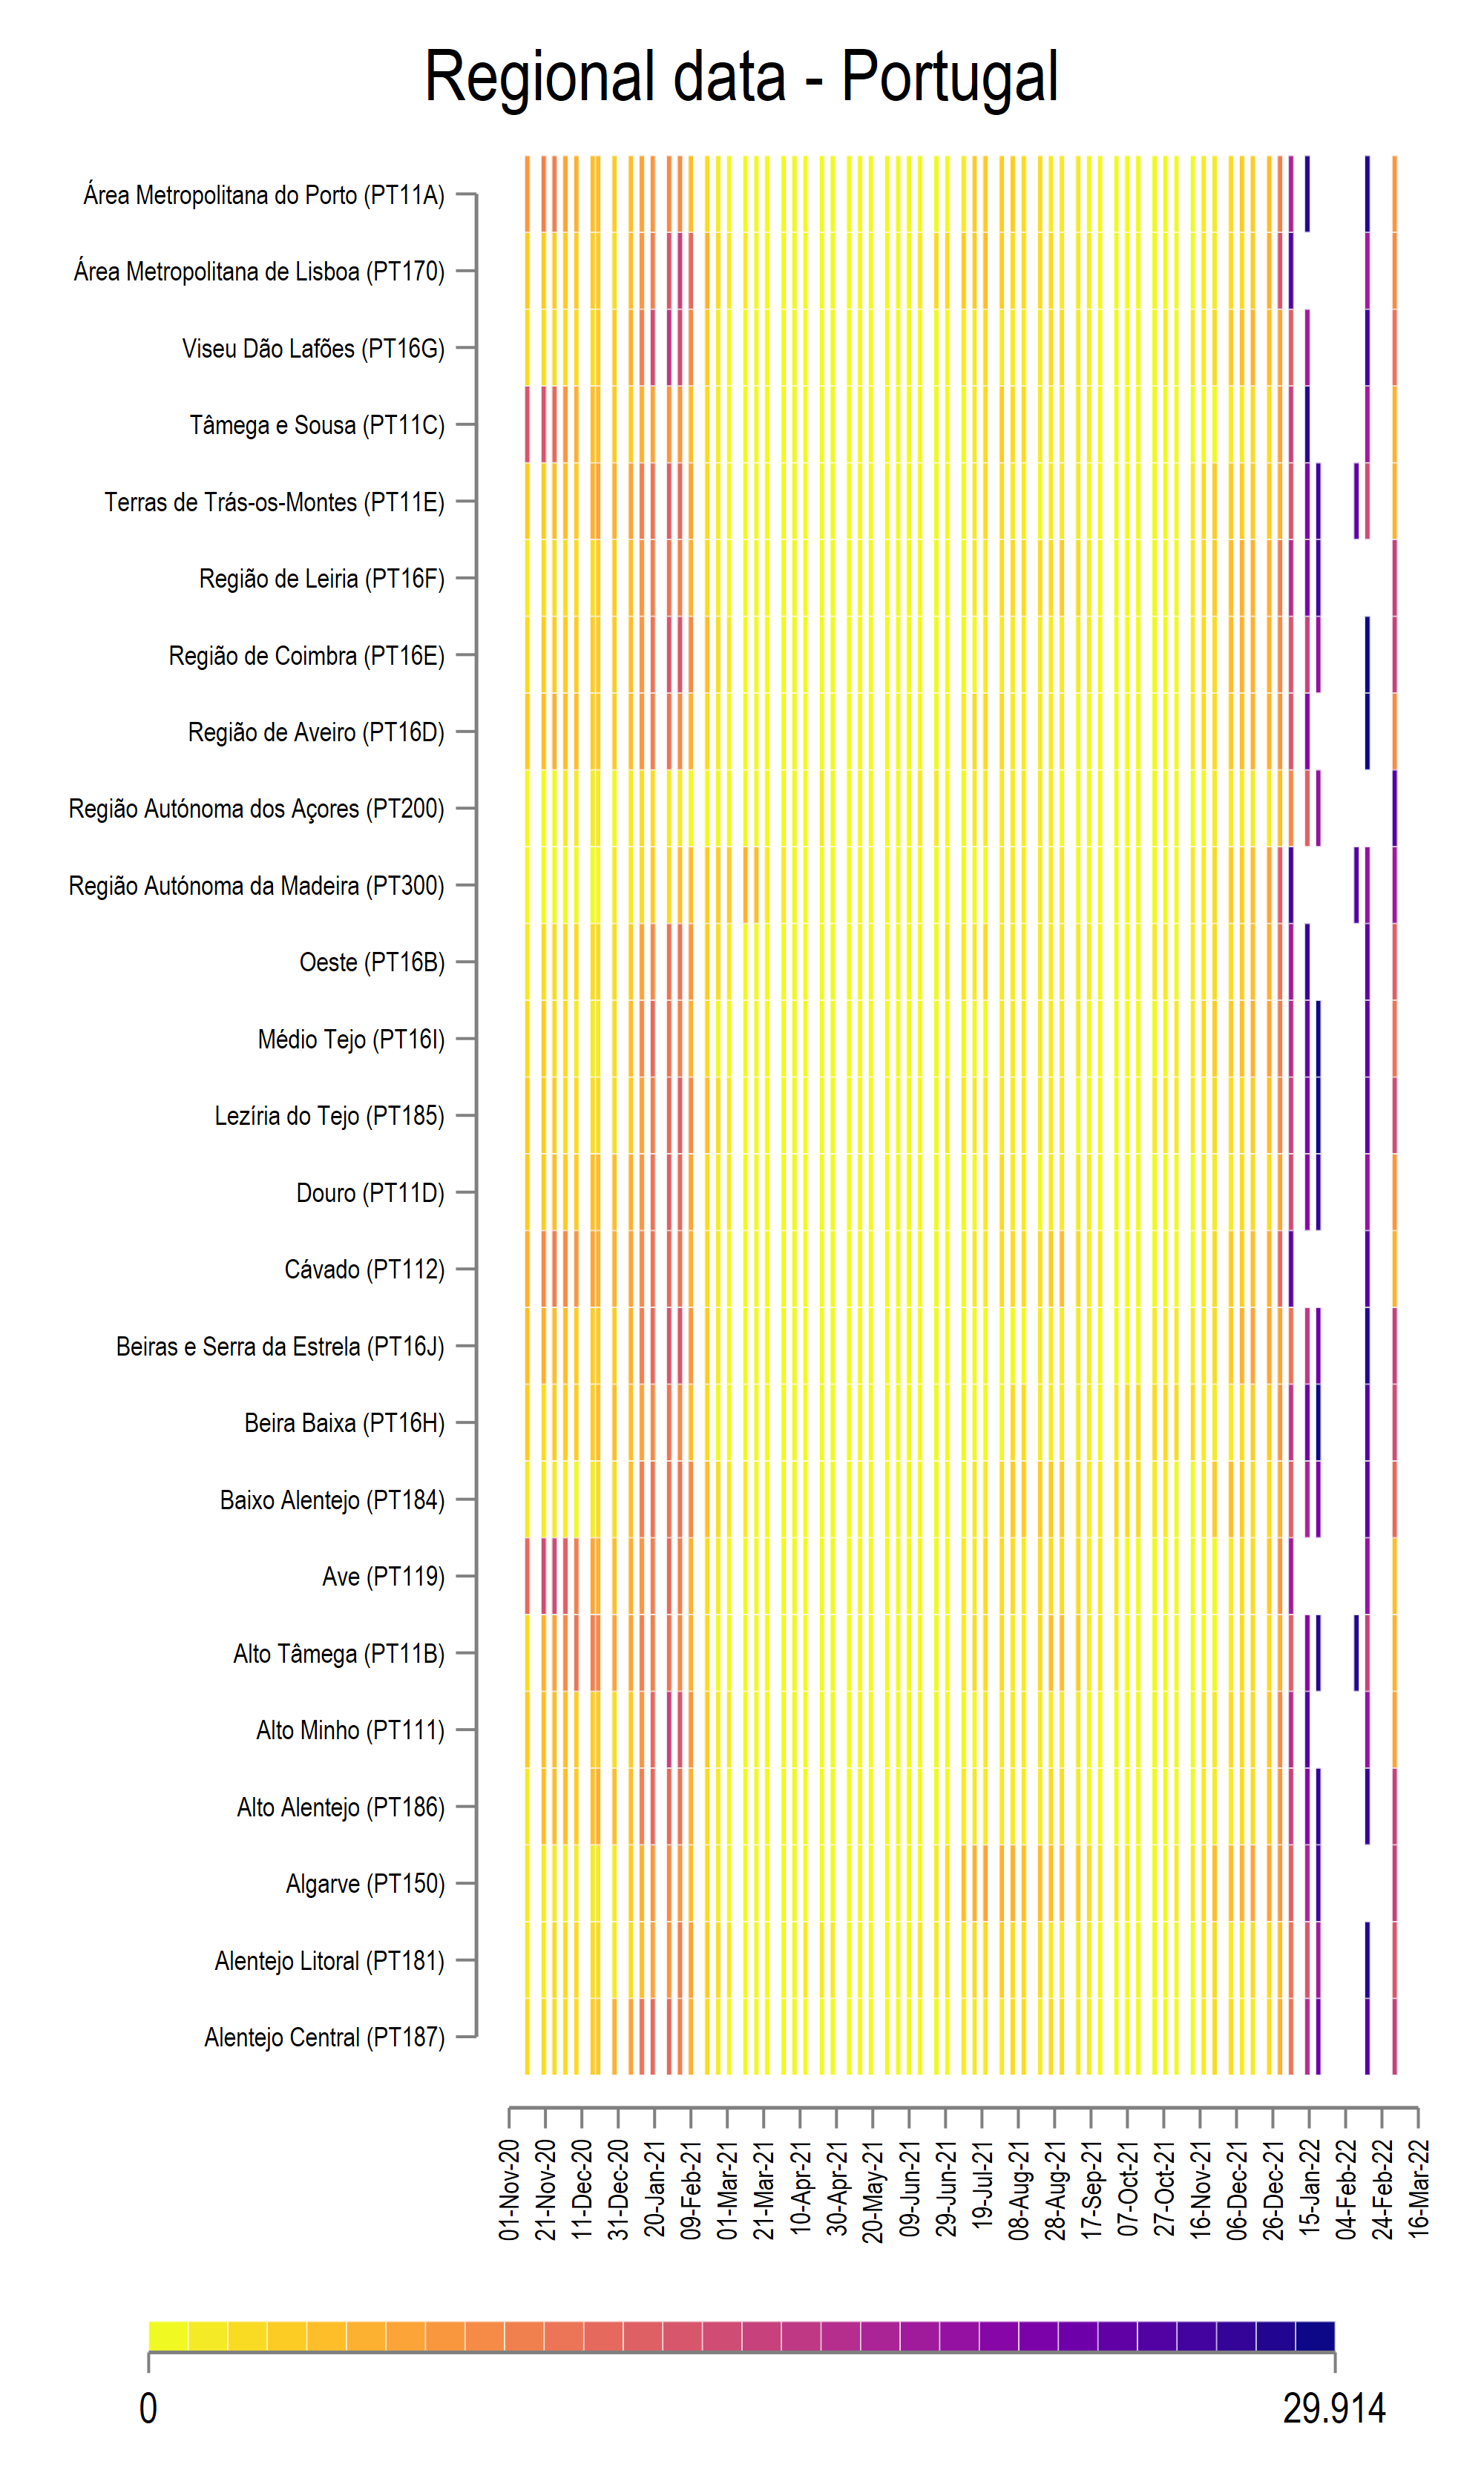 Regional data - Portugal
Área Metropolitana do Porto (PT11A)
Área Metropolitana de Lisboa (PT170)
Viseu Dão Lafões (PT16G)
Tâmega e Sousa (PT11C)
Terras de Trás-os-Montes (PT11E)
Região de Leiria (PT16F)
Região de Coimbra (PT16E)
Região de Aveiro (PT16D)
Região Autónoma dos Açores (PT200)
Região Autónoma da Madeira (PT300)
Oeste (PT16B)
Médio Tejo (PT16I)
Lezíria do Tejo (PT185)
Douro (PT11D)
Cávado (PT112)
Beiras e Serra da Estrela (PT16J)
Beira Baixa (PT16H)
Baixo Alentejo (PT184)
Ave (PT119)
Alto Tâmega (PT11B)
Alto Minho (PT111)
Alto Alentejo (PT186)
Algarve (PT150)
Alentejo Litoral (PT181)
Alentejo Central (PT187)
01-Nov-20
21-Nov-20
11-Dec-20
31-Dec-20
20-Jan-21
09-Feb-21
01-Mar-21
21-Mar-21
10-Apr-21
30-Apr-21
20-May-21
09-Jun-21
29-Jun-21
19-Jul-21
08-Aug-21
28-Aug-21
17-Sep-21
07-Oct-21
27-Oct-21
16-Nov-21
06-Dec-21
26-Dec-21
15-Jan-22
04-Feb-22
24-Feb-22
16-Mar-22
0
29.914